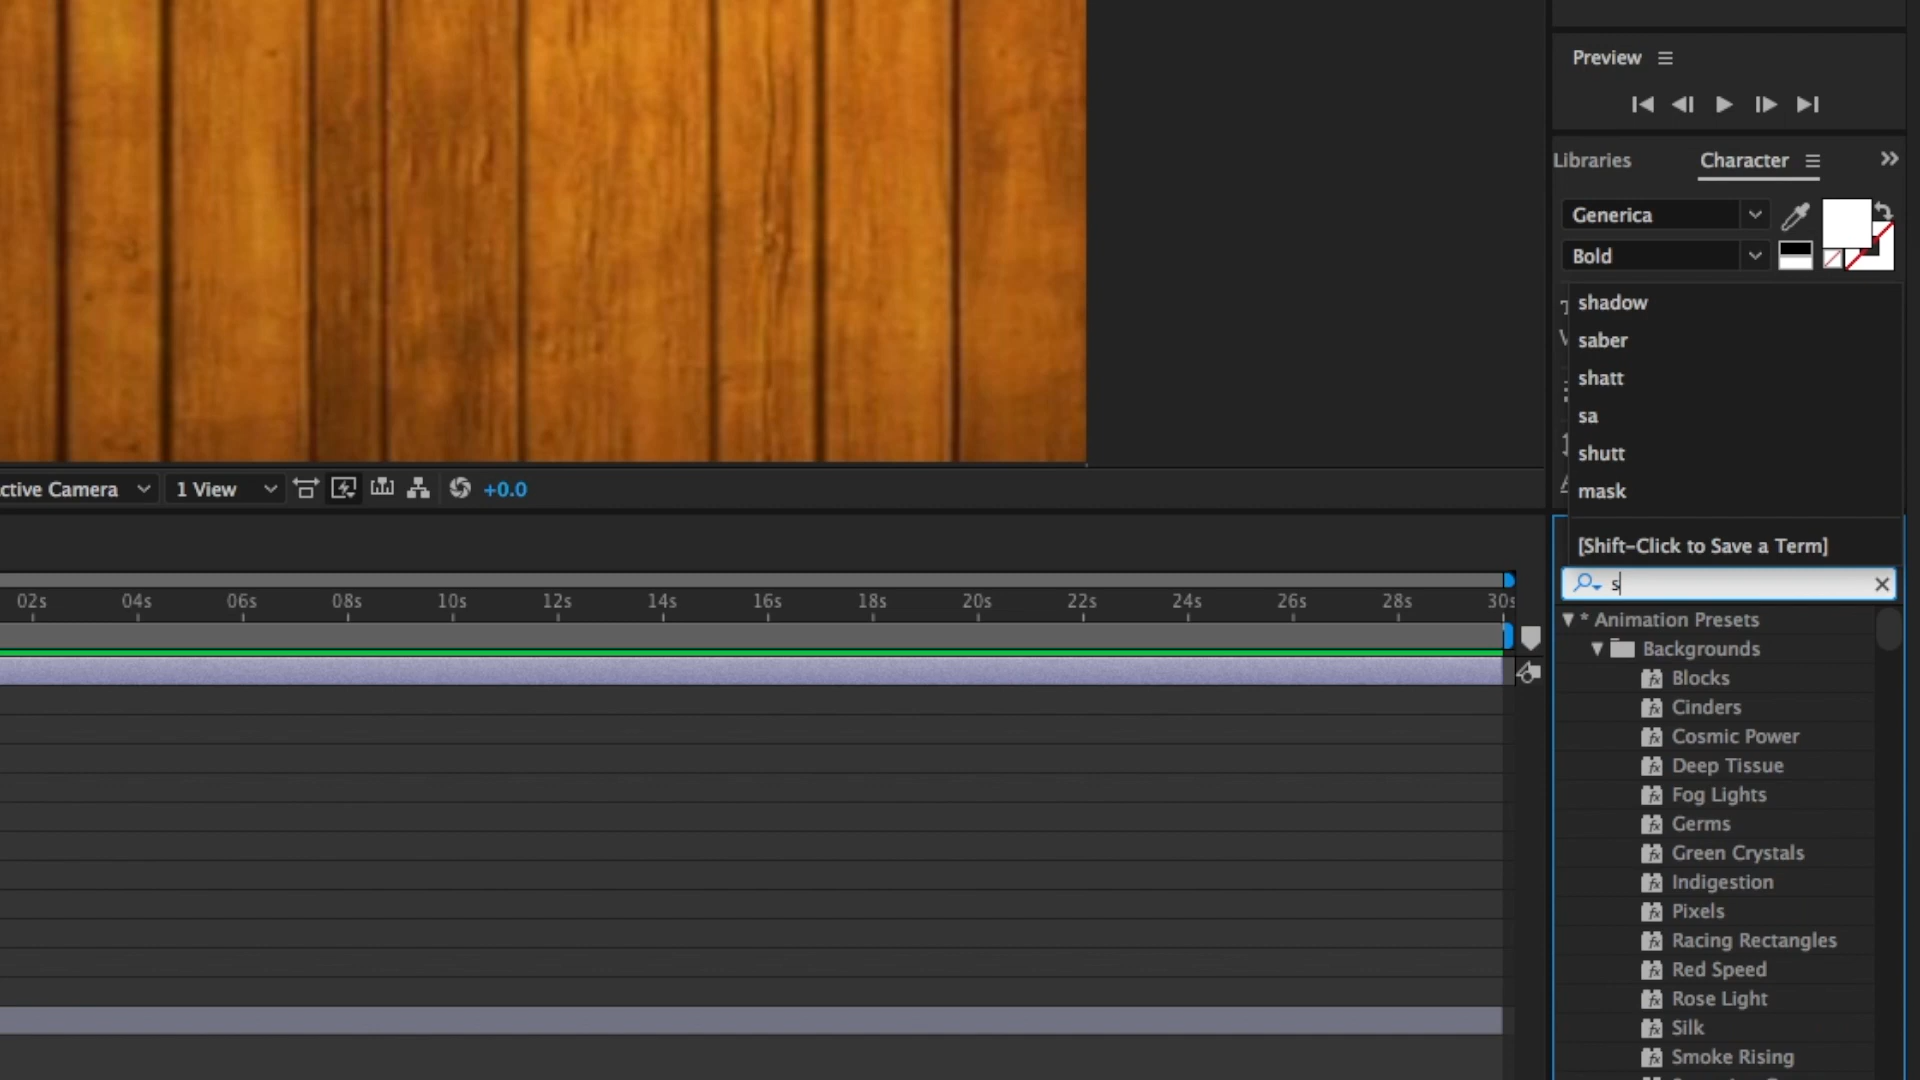 Preview
Libraries
Character
Generica
Bold
shadow
saber
shatt
sa
shutt
mask
[Shift-Click to Save a Term]
s
ctive Camera
1 View
+0.0
02s 04s 06s 08s 10s 12s 14s 16s 18s 20s 22s 24s 26s 28s 30s
* Animation Presets
Backgrounds
Blocks
Cinders
Cosmic Power
Deep Tissue
Fog Lights
Germs
Green Crystals
Indigestion
Pixels
Racing Rectangles
Red Speed
Rose Light
Silk
Smoke Rising